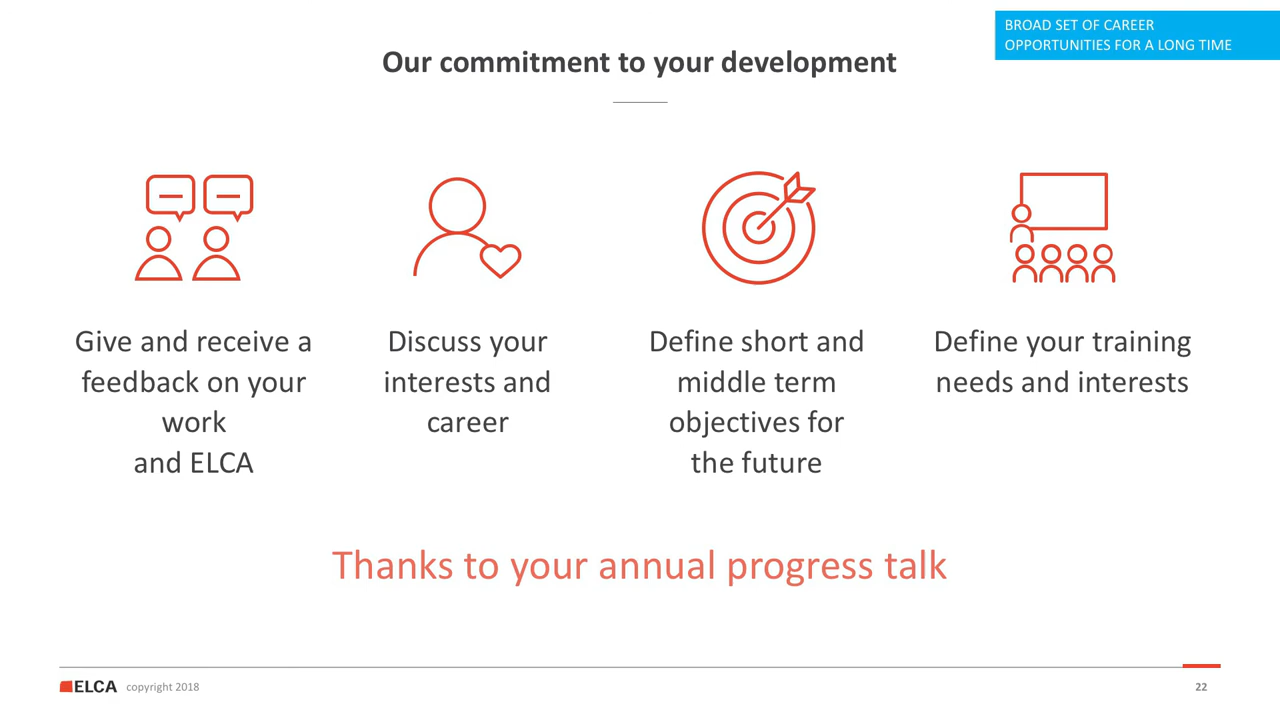 BROAD SET OF CAREER
OPPORTUNITIES FOR A LONG TIME
Our commitment to your development
Give and receive a
feedback on your
work
and ELCA
Discuss your
interests and
career
Define short and
middle term
objectives for
the future
Define your training
needs and interests
Thanks to your annual progress talk
ELCA copyright 2018
22